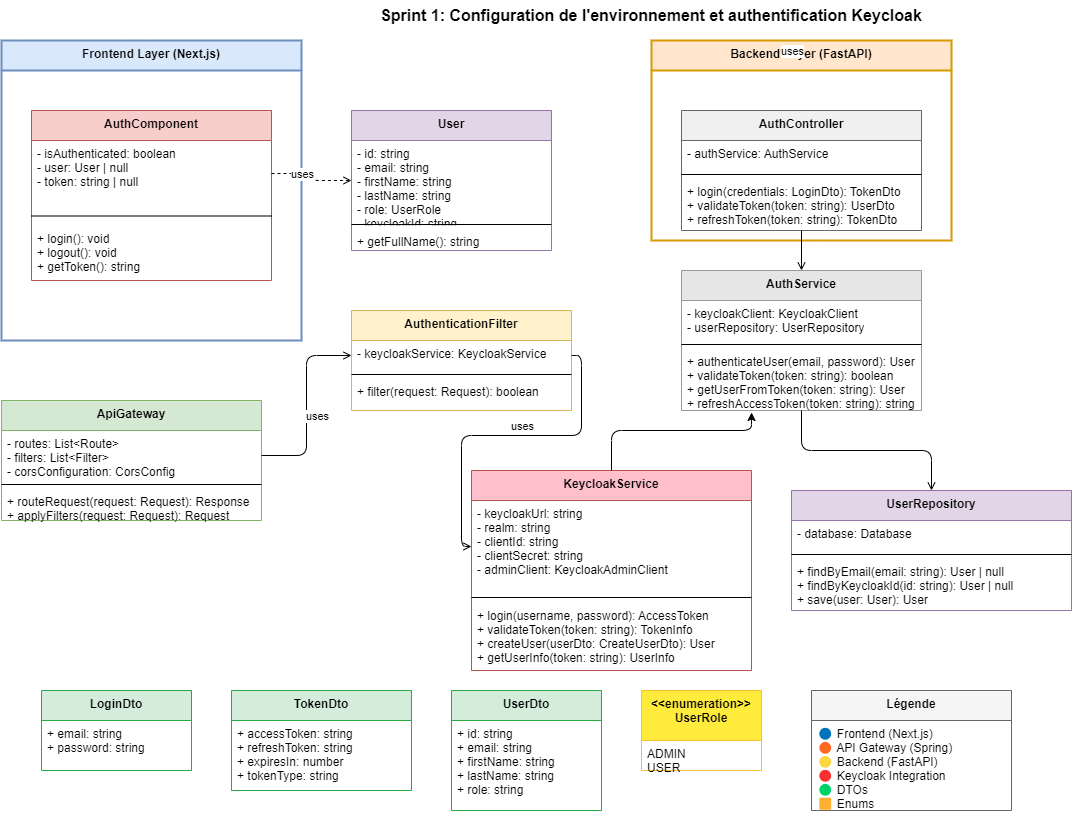 Sprint 1: Configuration de l'environnement et authentification Keycloak
Frontend Layer (Next.js)
AuthComponent
- isAuthenticated: boolean
- user: User | null
- token: string | null
+ login(): void
+ logout(): void
+ getToken(): string
uses
User
- id: string
- email: string
- firstName: string
- lastName: string
- role: UserRole
- keycloakId: string
+ getFullName(): string
Backend Layer (FastAPI)
uses
AuthController
- authService: AuthService
+ login(credentials: LoginDto): TokenDto
+ validateToken(token: string): UserDto
+ refreshToken(token: string): TokenDto
AuthService
- keycloakClient: KeycloakClient
- userRepository: UserRepository
+ authenticateUser(email, password): User
+ validateToken(token: string): boolean
+ getUserFromToken(token: string): User
+ refreshAccessToken(token: string): string
AuthenticationFilter
- keycloakService: KeycloakService
+ filter(request: Request): boolean
ApiGateway
- routes: List<Route>
- filters: List<Filter>
- corsConfiguration: CorsConfig
+ routeRequest(request: Request): Response
+ applyFilters(request: Request): Request
uses
uses
KeycloakService
- keycloakUrl: string
- realm: string
- clientId: string
- clientSecret: string
- adminClient: KeycloakAdminClient
+ login(username, password): AccessToken
+ validateToken(token: string): TokenInfo
+ createUser(userDto: CreateUserDto): User
+ getUserInfo(token: string): UserInfo
UserRepository
- database: Database
+ findByEmail(email: string): User | null
+ findByKeycloakId(id: string): User | null
+ save(user: User): User
LoginDto
+ email: string
+ password: string
TokenDto
+ accessToken: string
+ refreshToken: string
+ expiresIn: number
+ tokenType: string
UserDto
+ id: string
+ email: string
+ firstName: string
+ lastName: string
+ role: string
<<enumeration>>
UserRole
ADMIN
USER
Légende
Frontend (Next.js)
API Gateway (Spring)
Backend (FastAPI)
Keycloak Integration
DTOs
Enums